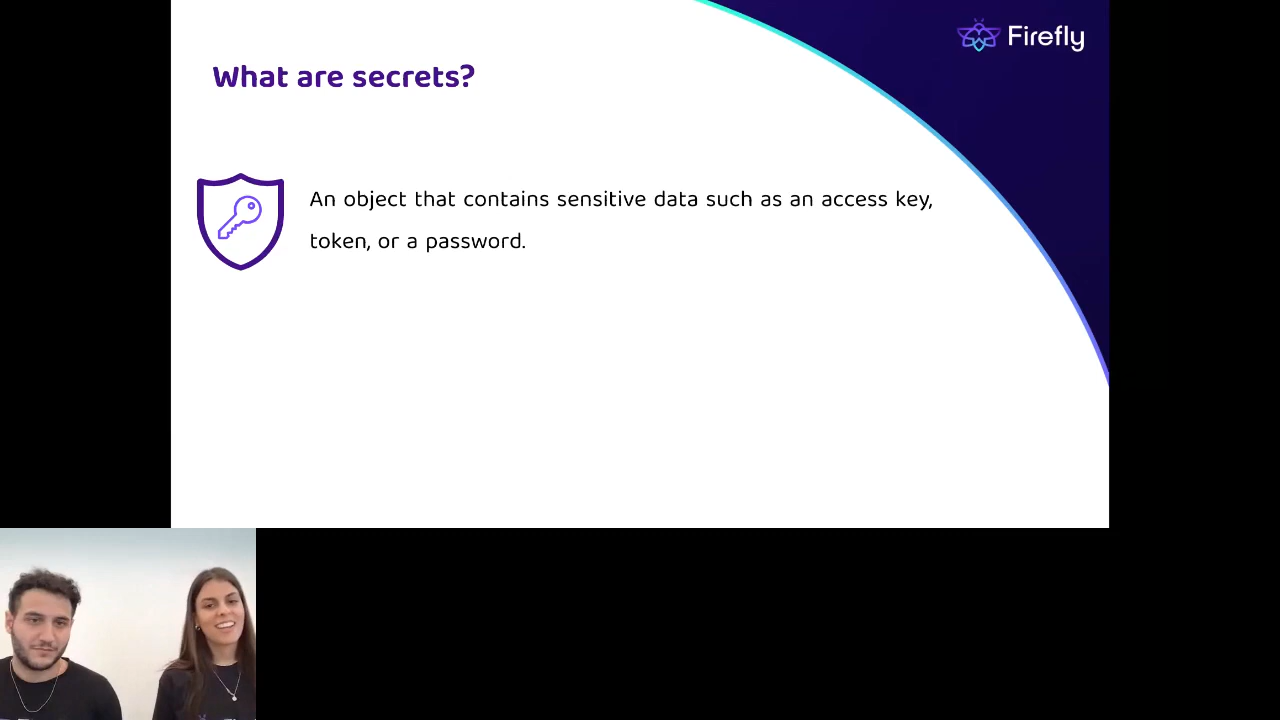 Firefly
What are secrets?
An object that contains sensitive data such as an access key,
token, or a password.